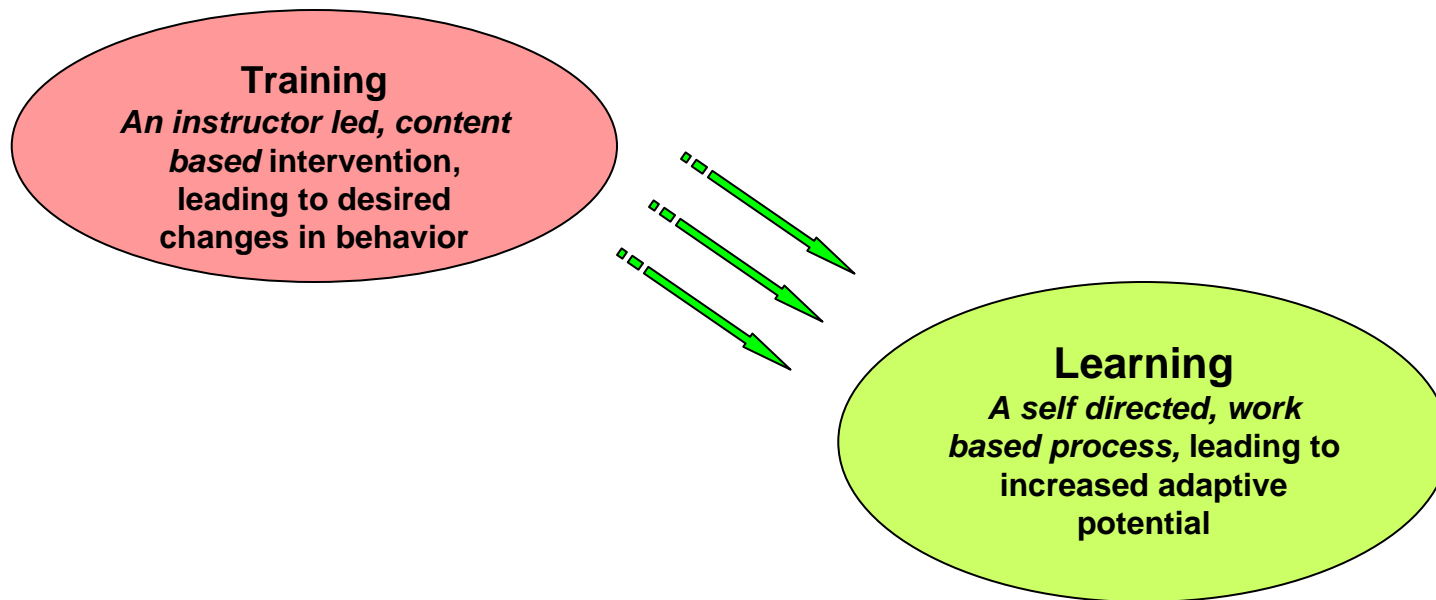 Training
An instructor led, content
based intervention,
leading to desired
changes in behavior
Learning
A self directed, work
based process, leading to
increased adaptive
potential